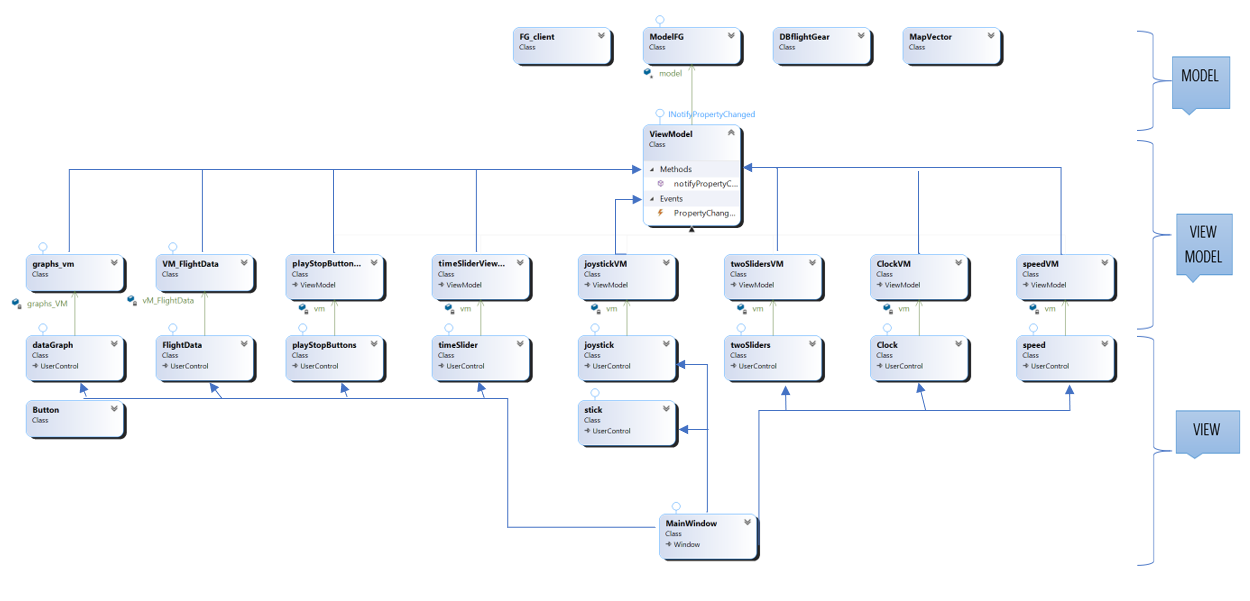 FG_client
Class
ModelFG
Class
DBflightGear
Class
MapVector
Class
MODEL
model
INotifyPropertyChanged
ViewModel
Class
Methods
notifyPropertyC...
Events
PropertyChang...
VIEW
MODEL
graphs_vm
Class
VM_FlightData
Class
playStopButton...
Class
ViewModel
timeSliderView...
Class
ViewModel
joystickVM
Class
ViewModel
twoSlidersVM
Class
ViewModel
ClockVM
Class
ViewModel
speedVM
Class
ViewModel
graphs_VM
vM_FlightData
vm
vm
vm
vm
vm
vm
dataGraph
Class
UserControl
FlightData
Class
UserControl
playStopButtons
Class
UserControl
timeSlider
Class
UserControl
joystick
Class
UserControl
twoSliders
Class
UserControl
Clock
Class
UserControl
speed
Class
UserControl
Button
Class
stick
Class
UserControl
VIEW
MainWindow
Class
Window